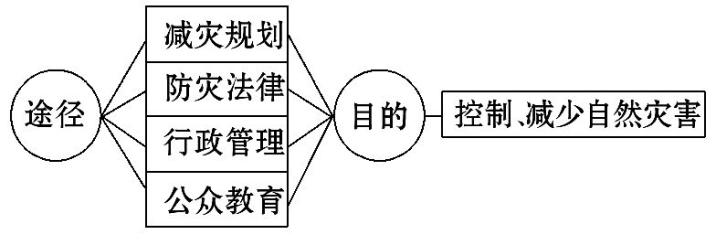 途径
减灾规划
防灾法律
行政管理
公众教育
目的
控制、减少自然灾害